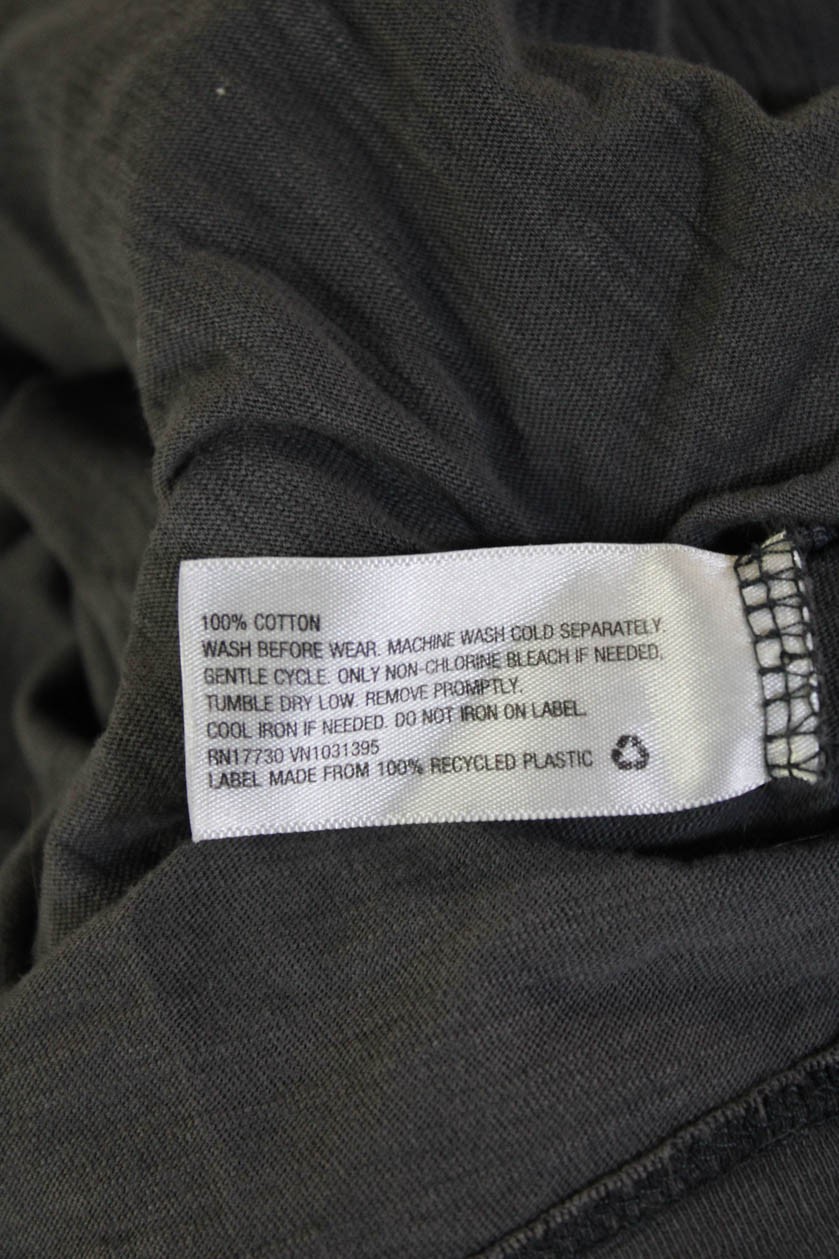 100% COTTON
WASH BEFORE WEAR. MACHINE WASH COLD SEPARATELY.
GENTLE CYCLE. ONLY NON-CHLORINE BLEACH IF NEEDED.
TUMBLE DRY LOW. REMOVE PROMPTLY.
COOL IRON IF NEEDED. DO NOT IRON ON LABEL.
RN17730 VN1031395
LABEL MADE FROM 100% RECYCLED PLASTIC